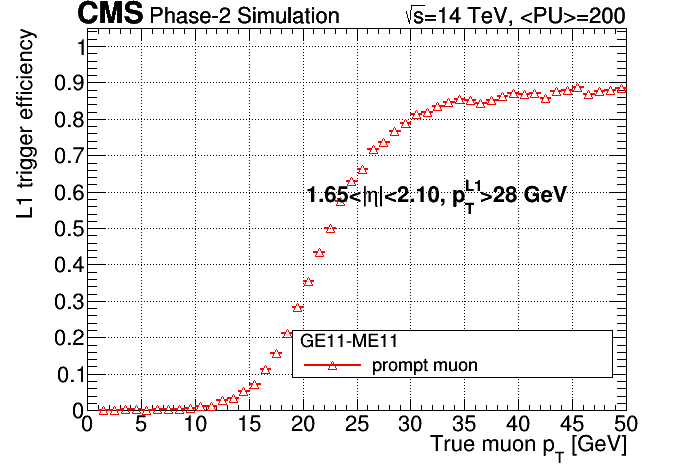 CMS Phase-2 Simulation √s=14 TeV, <PU>=200
L1 trigger efficiency
1
0.9
0.8
0.7
0.6
0.5
0.4
0.3
0.2
0.1
0
1.65<|η|<2.10, p_T^L1>28 GeV
GE11-ME11
prompt muon
0 5 10 15 20 25 30 35 40 45 50
True muon p_T [GeV]